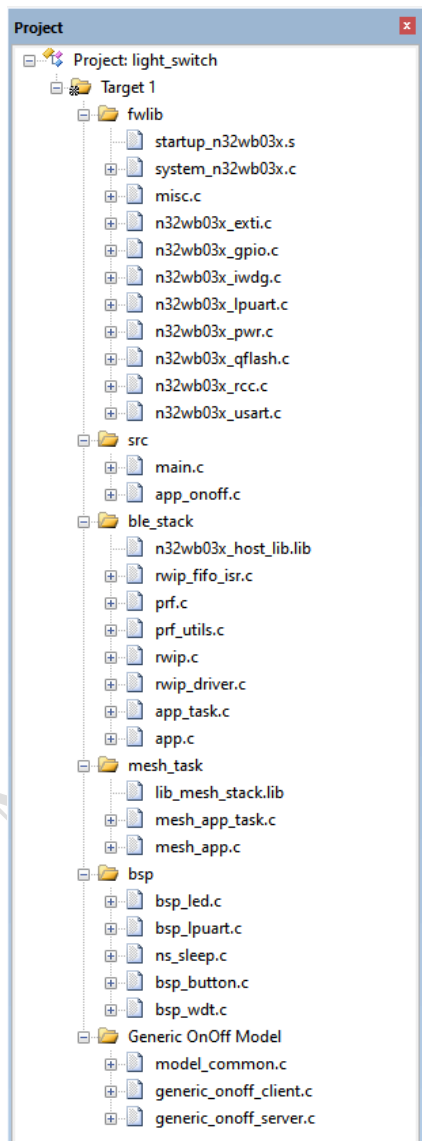 Project
Project: light_switch
Target 1
fwlib
startup_n32wb03x.s
system_n32wb03x.c
misc.c
n32wb03x_exti.c
n32wb03x_gpio.c
n32wb03x_iwdg.c
n32wb03x_lpuart.c
n32wb03x_pwr.c
n32wb03x_qflash.c
n32wb03x_rcc.c
n32wb03x_usart.c
src
main.c
app_onoff.c
ble_stack
n32wb03x_host_lib.lib
rwip_fifo_isr.c
prf.c
prf_utils.c
rwip.c
rwip_driver.c
app_task.c
app.c
mesh_task
lib_mesh_stack.lib
mesh_app_task.c
mesh_app.c
bsp
bsp_led.c
bsp_lpuart.c
ns_sleep.c
bsp_button.c
bsp_wdt.c
Generic OnOff Model
model_common.c
generic_onoff_client.c
generic_onoff_server.c